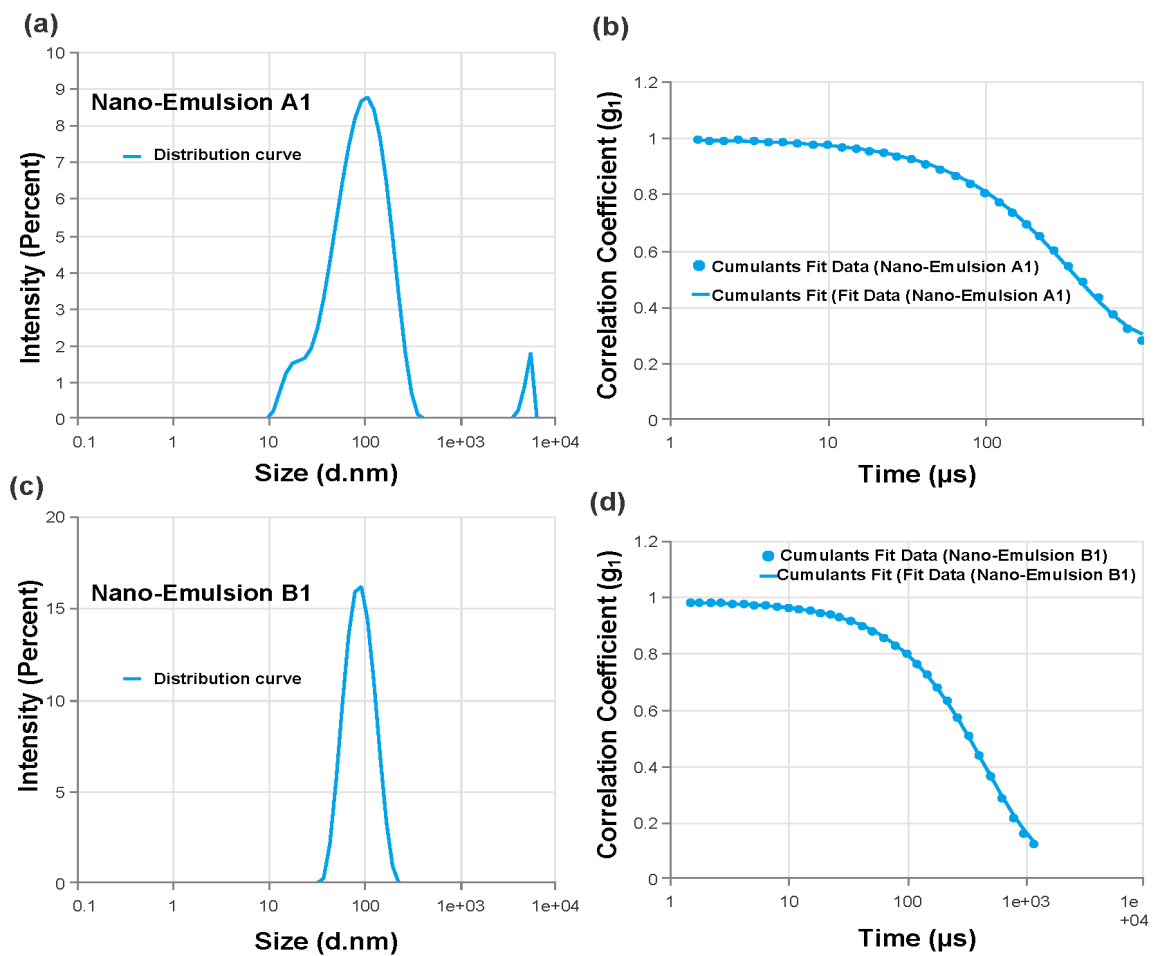 (a)
10
9
8
7
6
5
4
3
2
1
0
Intensity (Percent)
Nano-Emulsion A1
Distribution curve
0.1
1
10
100
1e+03
1e+04
Size (d.nm)
(b)
1.2
1
0.8
0.6
0.4
0.2
0
Correlation Coefficient (g1)
Cumulants Fit Data (Nano-Emulsion A1)
Cumulants Fit (Fit Data (Nano-Emulsion A1)
1
10
100
Time (µs)
(c)
20
15
10
5
0
Intensity (Percent)
Nano-Emulsion B1
Distribution curve
0.1
1
10
100
1e+03
1e+04
Size (d.nm)
(d)
1.2
1
0.8
0.6
0.4
0.2
0
Correlation Coefficient (g1)
Cumulants Fit Data (Nano-Emulsion B1)
Cumulants Fit (Fit Data (Nano-Emulsion B1)
1
10
100
1e+03
1e
+04
Time (µs)